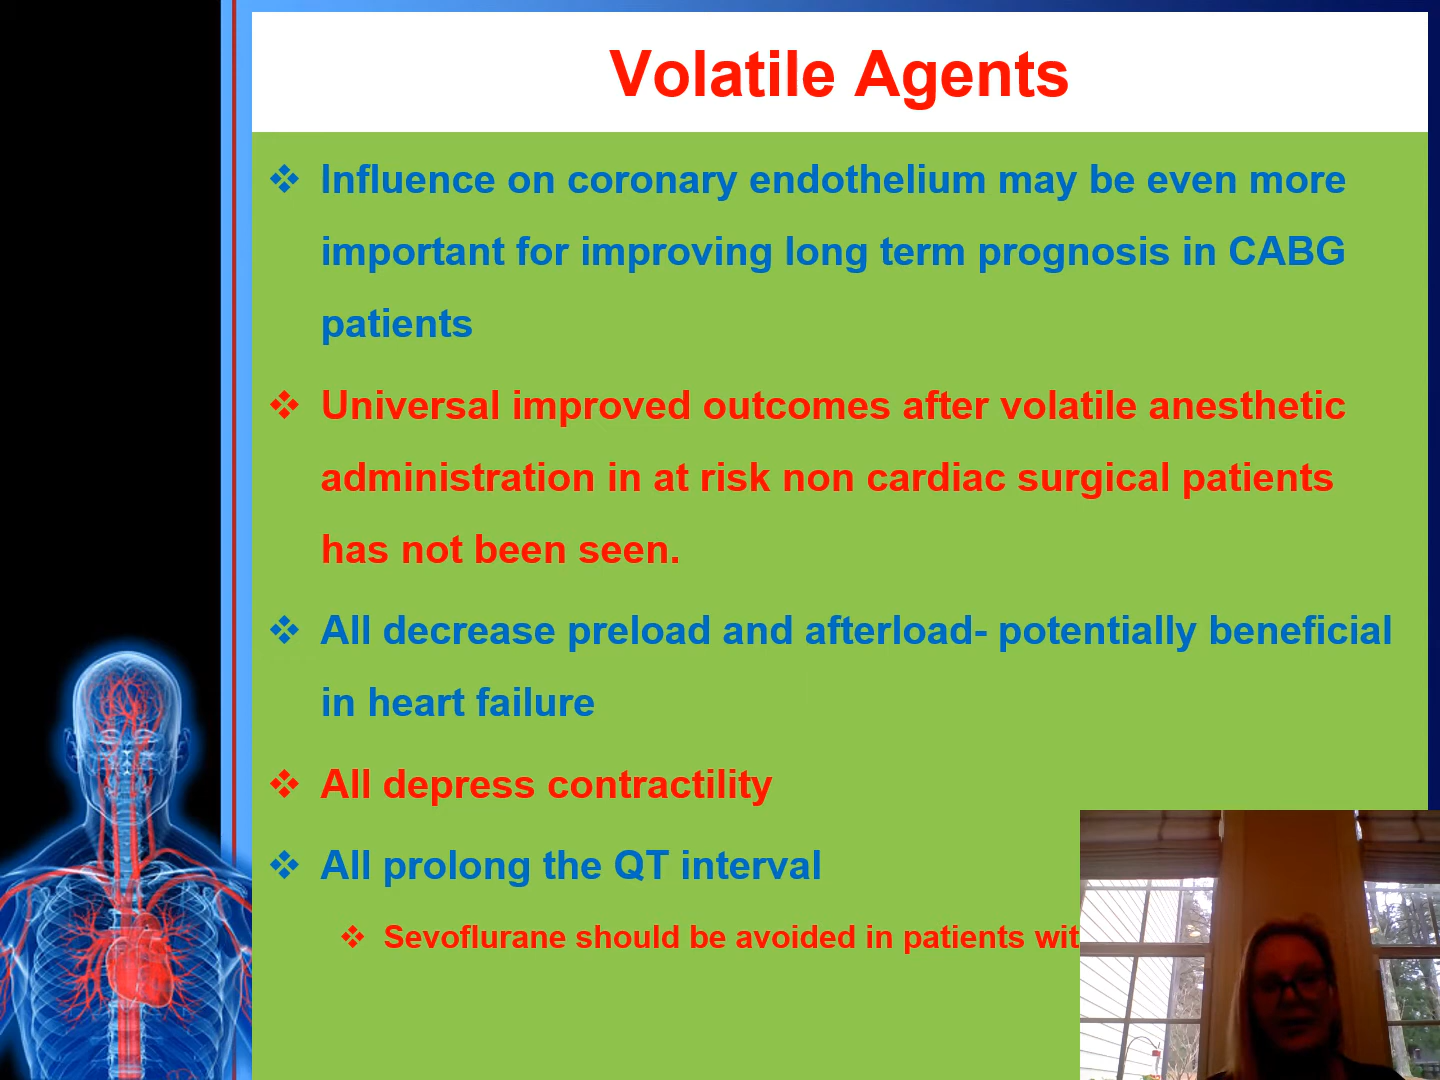 Volatile Agents
Influence on coronary endothelium may be even more
important for improving long term prognosis in CABG
patients
Universal improved outcomes after volatile anesthetic
administration in at risk non cardiac surgical patients
has not been seen.
All decrease preload and afterload- potentially beneficial
in heart failure
All depress contractility
All prolong the QT interval
Sevoflurane should be avoided in patients